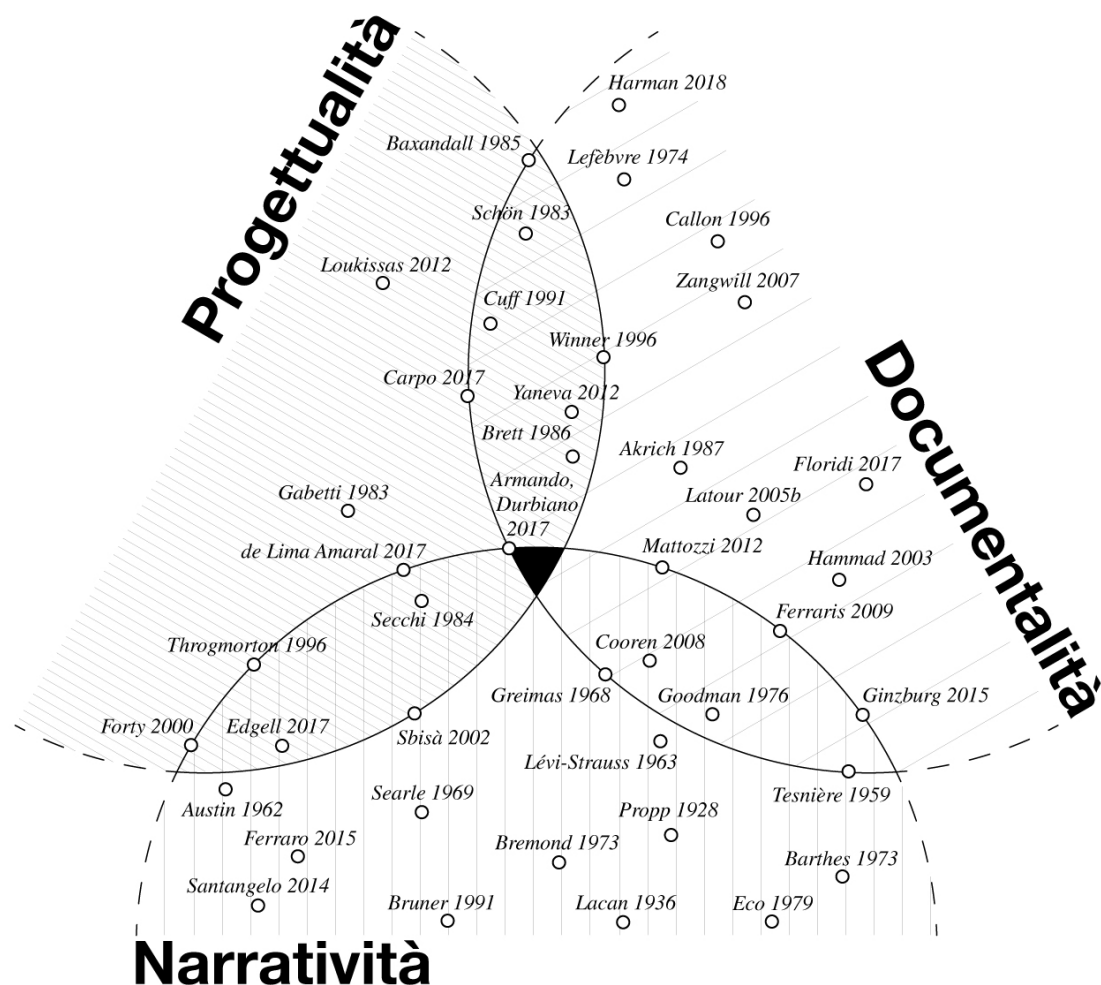 Progettualità
Harman 2018
Baxandall 1985
Lefèbvre 1974
Schön 1983
Callon 1996
Loukissas 2012
Zangwill 2007
Cuff 1991
Winner 1996
Carpo 2017
Yaneva 2012
Brett 1986
Documentalità
Akrich 1987
Floridi 2017
Armando,
Durbiano
2017
Gabetti 1983
Latour 2005b
de Lima Amaral 2017
Mattozzi 2012
Hammad 2003
Secchi 1984
Ferraris 2009
Throgmorton 1996
Cooren 2008
Greimas 1968
Goodman 1976
Ginzburg 2015
Forty 2000
Edgell 2017
Sbisà 2002
Lévi-Strauss 1963
Austin 1962
Searle 1969
Tesnière 1959
Propp 1928
Ferraro 2015
Bremond 1973
Barthes 1973
Santangelo 2014
Bruner 1991
Lacan 1936
Eco 1979
Narratività